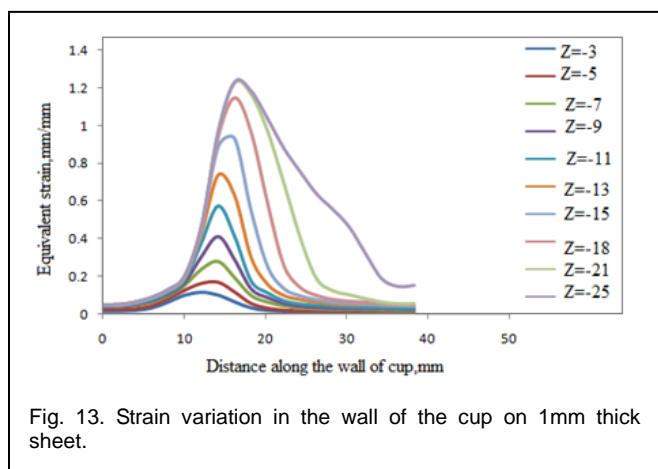 1.4
1.2
1
0.8
0.6
0.4
0.2
0
Equivalent strain,mm/mm
0 10 20 30 40 50
Distance along the wall of cup,mm
Z=-3
Z=-5
Z=-7
Z=-9
Z=-11
Z=-13
Z=-15
Z=-18
Z=-21
Z=-25
Fig. 13. Strain variation in the wall of the cup on 1mm thick
sheet.